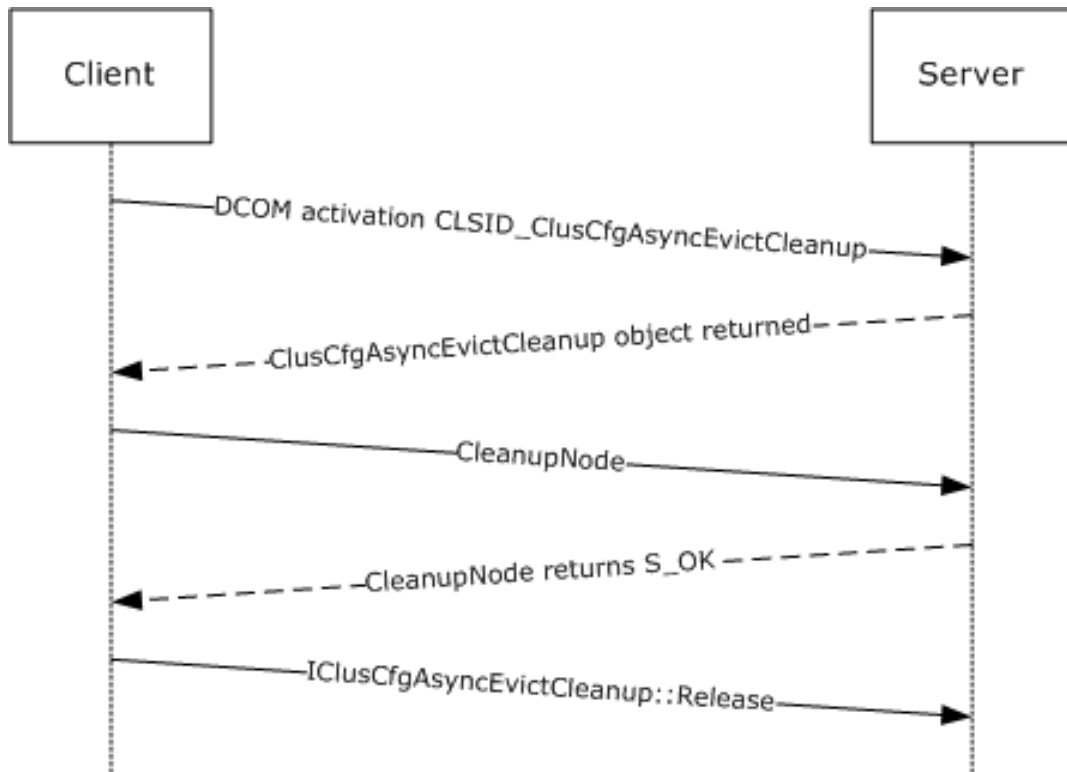 Client
Server
DCOM activation CLSID_ClusCfgAsyncEvictCleanup
ClusCfgAsyncEvictCleanup object returned
CleanupNode
CleanupNode returns S_OK
IClusCfgAsyncEvictCleanup::Release